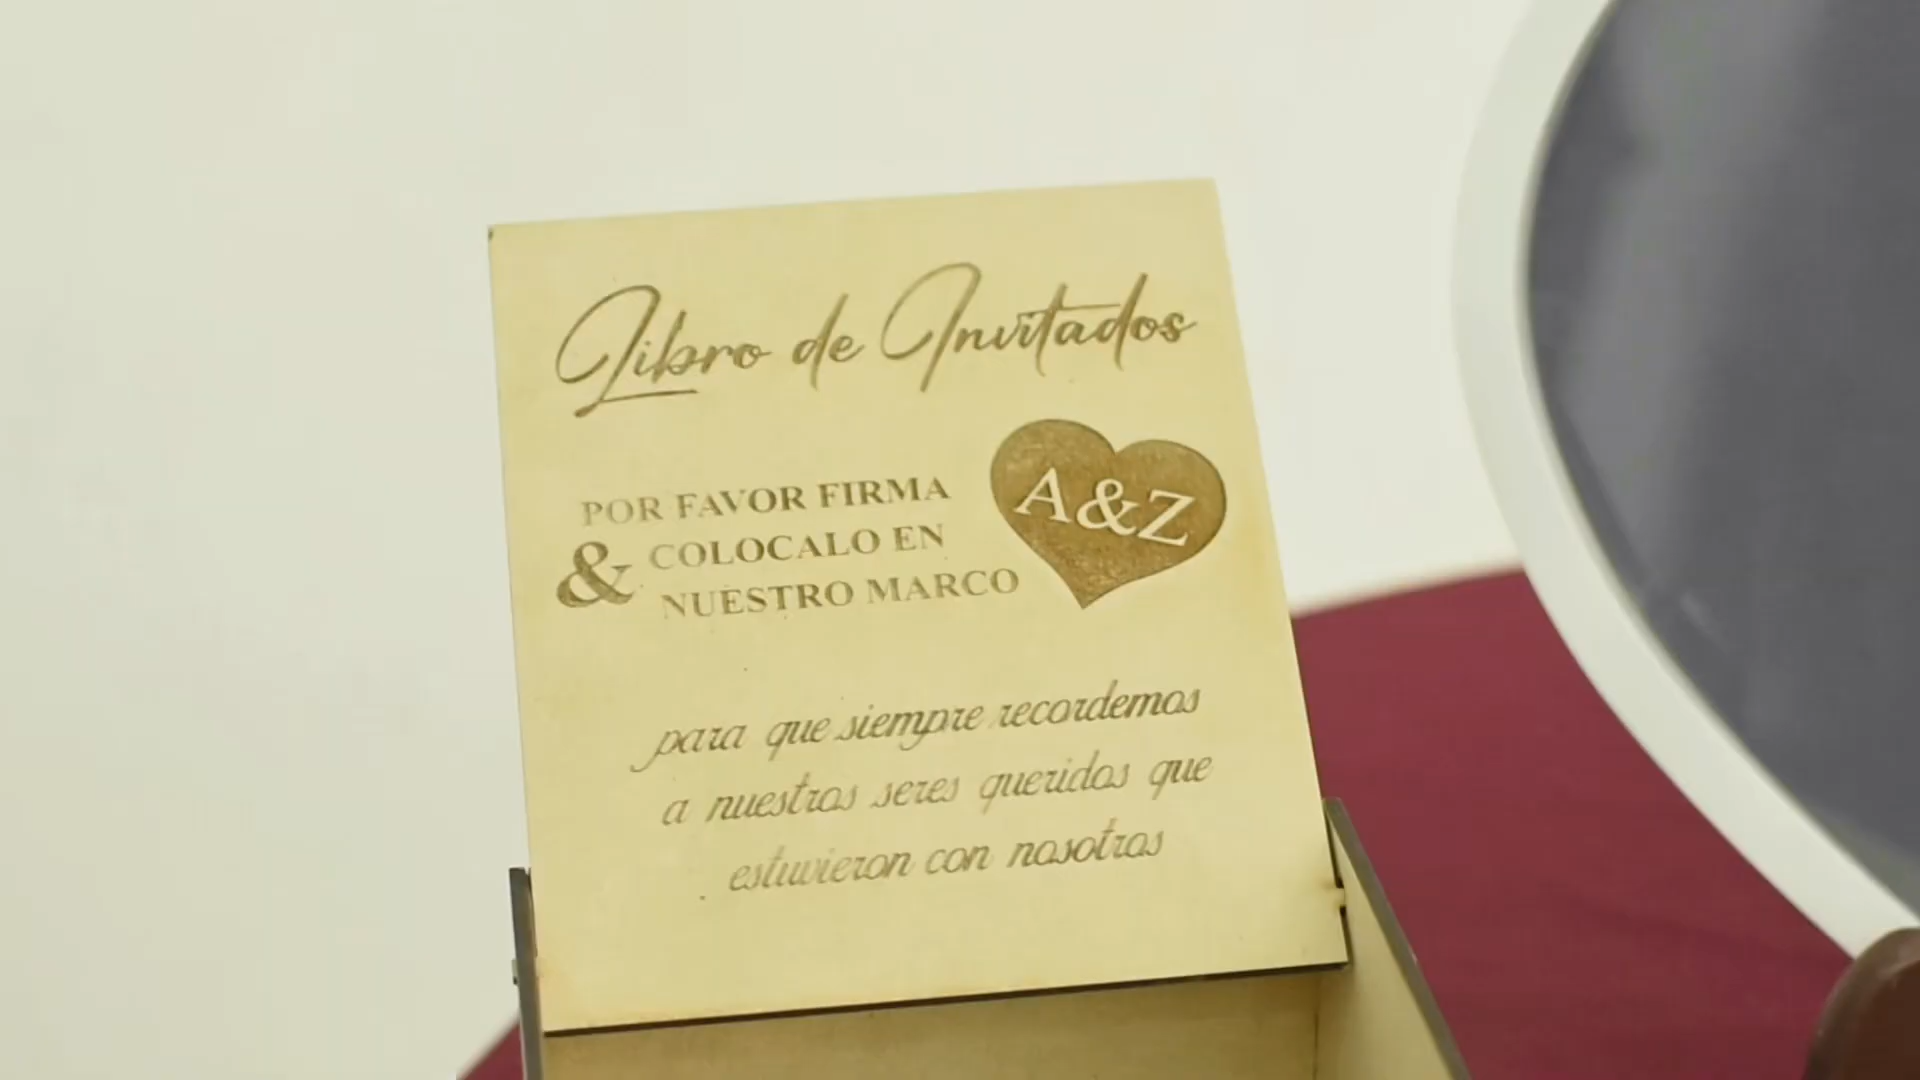 Libro de Invitados
POR FAVOR FIRMA
& COLOCALO EN
NUESTRO MARCO
A&Z
para que siempre recordemos
a nuestros seres queridos que
estuvieron con nosotros